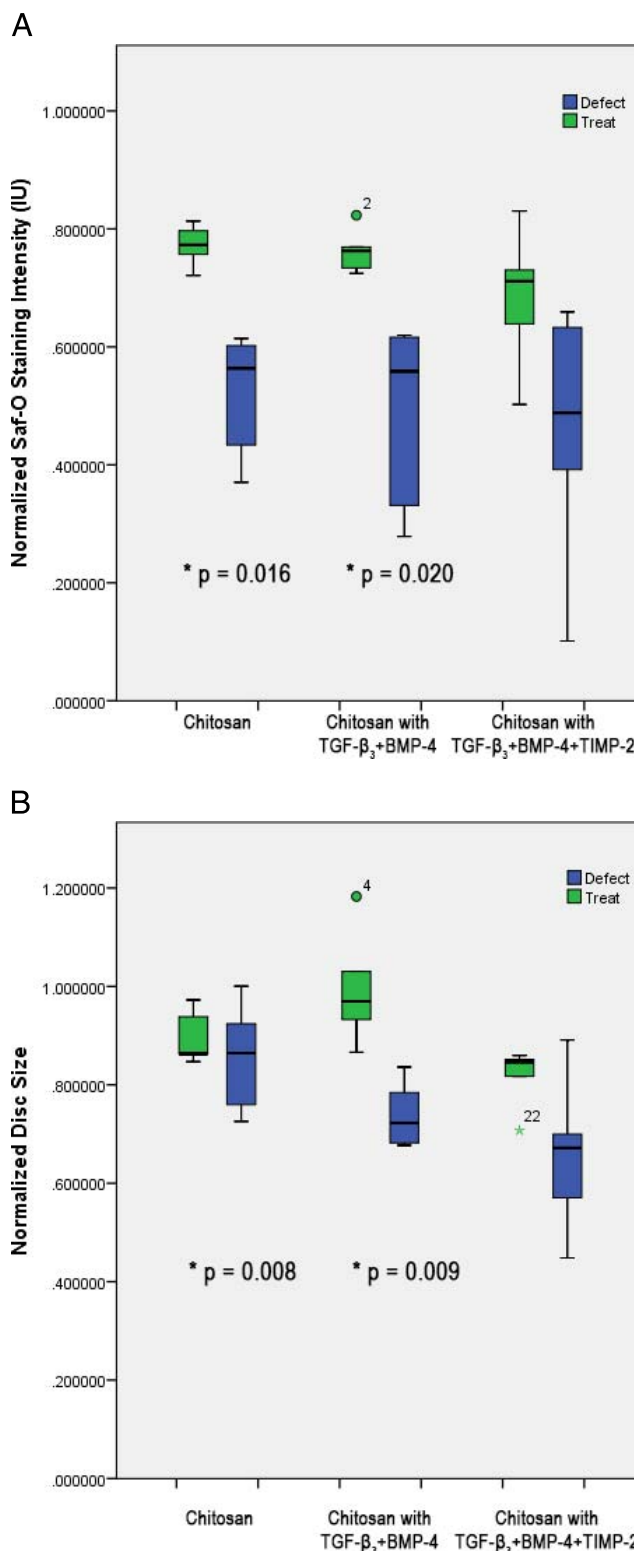 A
Normalized Saf-O Staining Intensity (IU)
1.000000
.800000
.600000
.400000
.200000
.000000
Defect
Treat
2
* p = 0.016
* p = 0.020
Chitosan
Chitosan with
TGF-β₃+BMP-4
Chitosan with
TGF-β₃+BMP-4+TIMP-2
B
Normalized Disc Size
1.200000
1.000000
.800000
.600000
.400000
.200000
.000000
Defect
Treat
4
22
* p = 0.008
* p = 0.009
Chitosan
Chitosan with
TGF-β₃+BMP-4
Chitosan with
TGF-β₃+BMP-4+TIMP-2